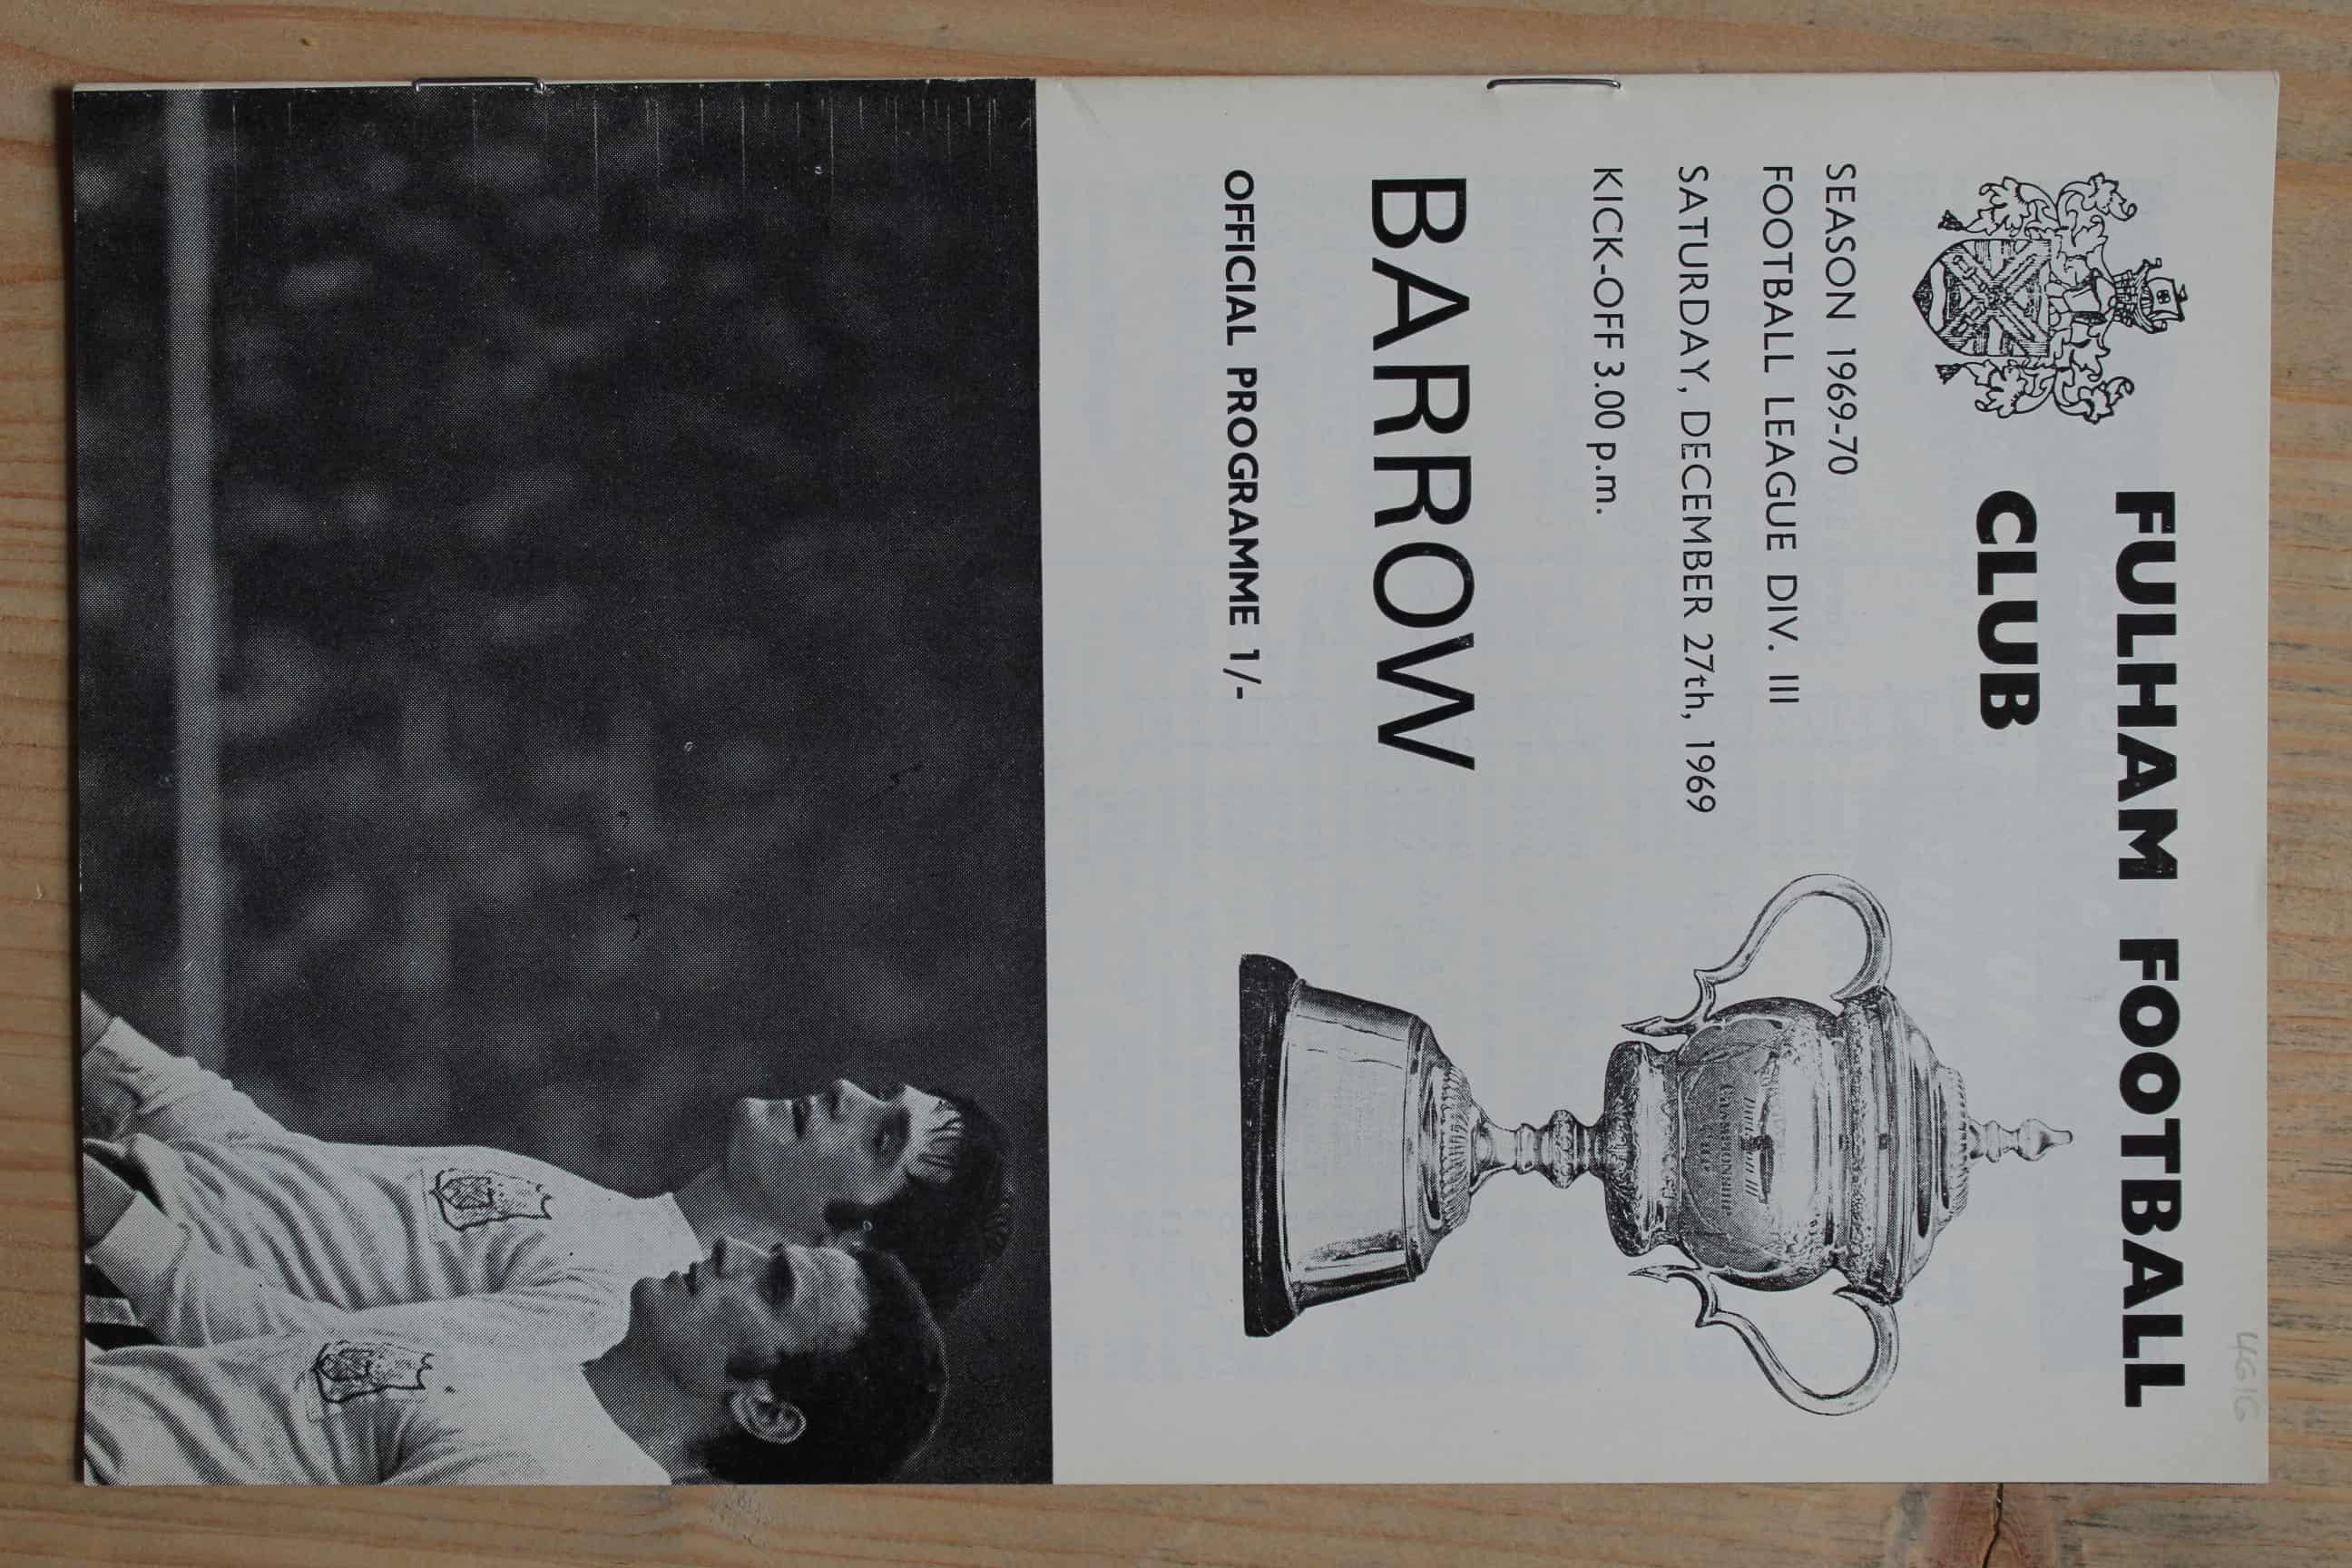 FULHAM FOOTBALL
CLUB
SEASON 1969-70
FOOTBALL LEAGUE DIV. III
SATURDAY, DECEMBER 27th, 1969
KICK-OFF 3.00 p.m.
BARROW
OFFICIAL PROGRAMME 1/-